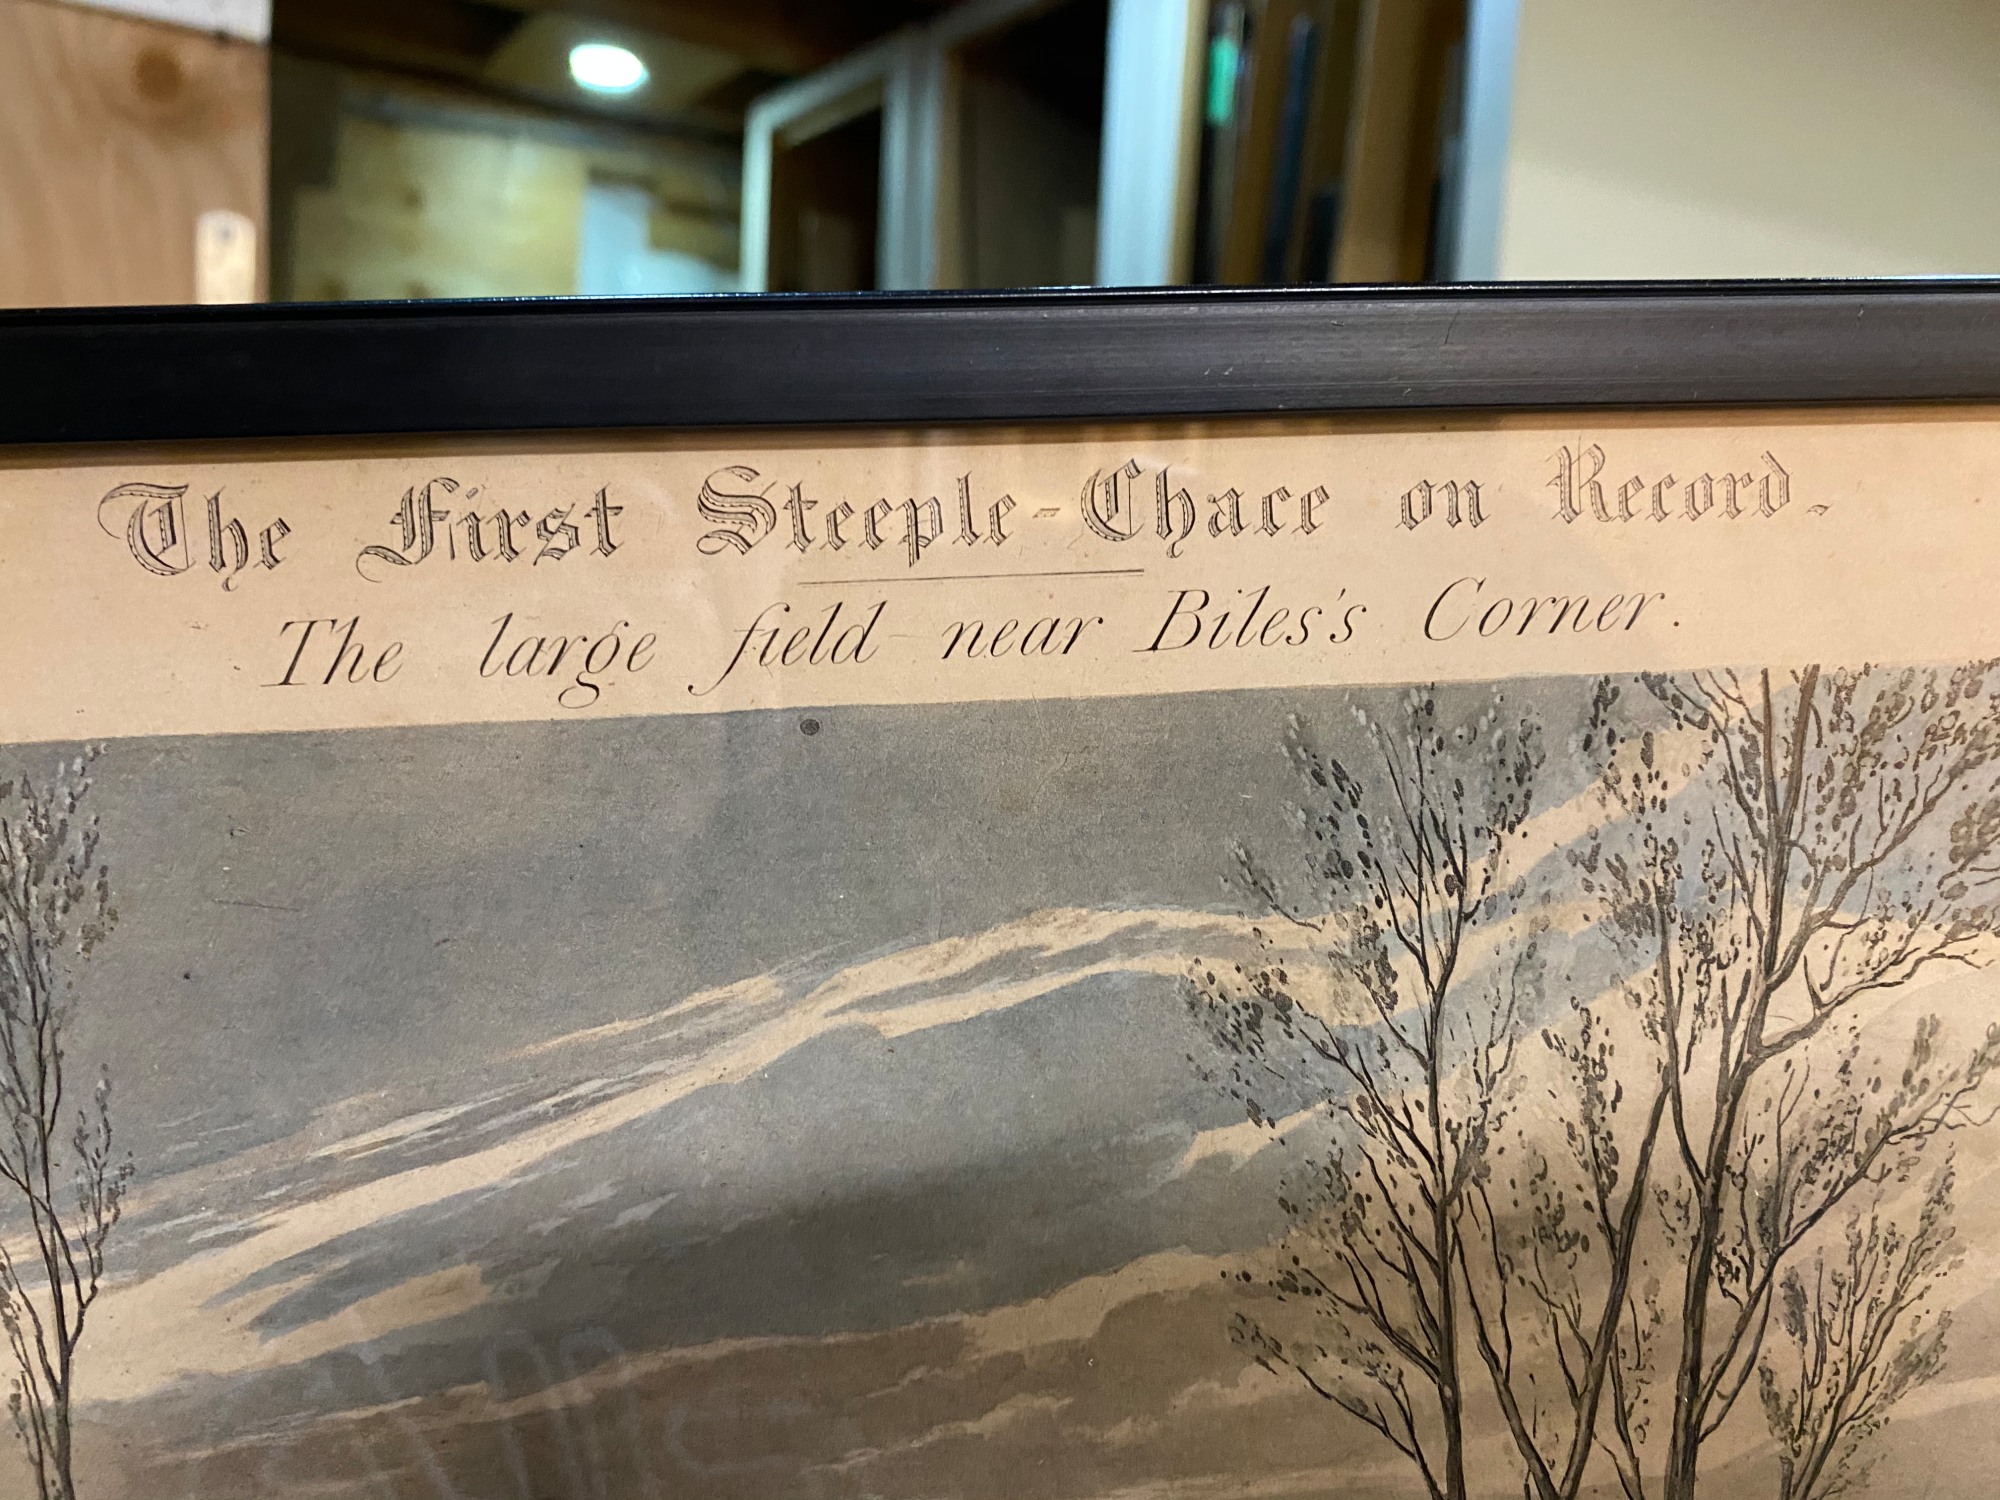 The First Steeple-Chace on Record.
The large field near Biles's Corner.